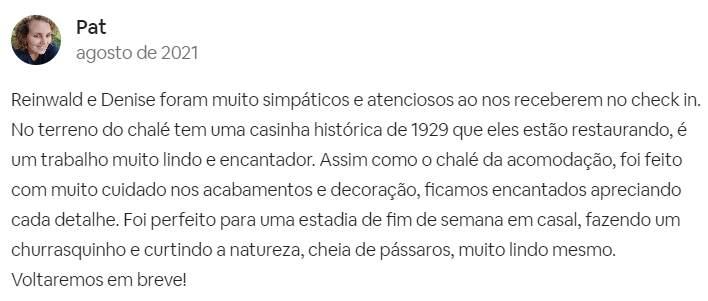 Pat
agosto de 2021
Reinwald e Denise foram muito simpáticos e atenciosos ao nos receberem no check in.
No terreno do chalé tem uma casinha histórica de 1929 que eles estão restaurando, é
um trabalho muito lindo e encantador. Assim como o chalé da acomodação, foi feito
com muito cuidado nos acabamentos e decoração, ficamos encantados apreciando
cada detalhe. Foi perfeito para uma estadia de fim de semana em casal, fazendo um
churrasquinho e curtindo a natureza, cheia de pássaros, muito lindo mesmo.
Voltaremos em breve!